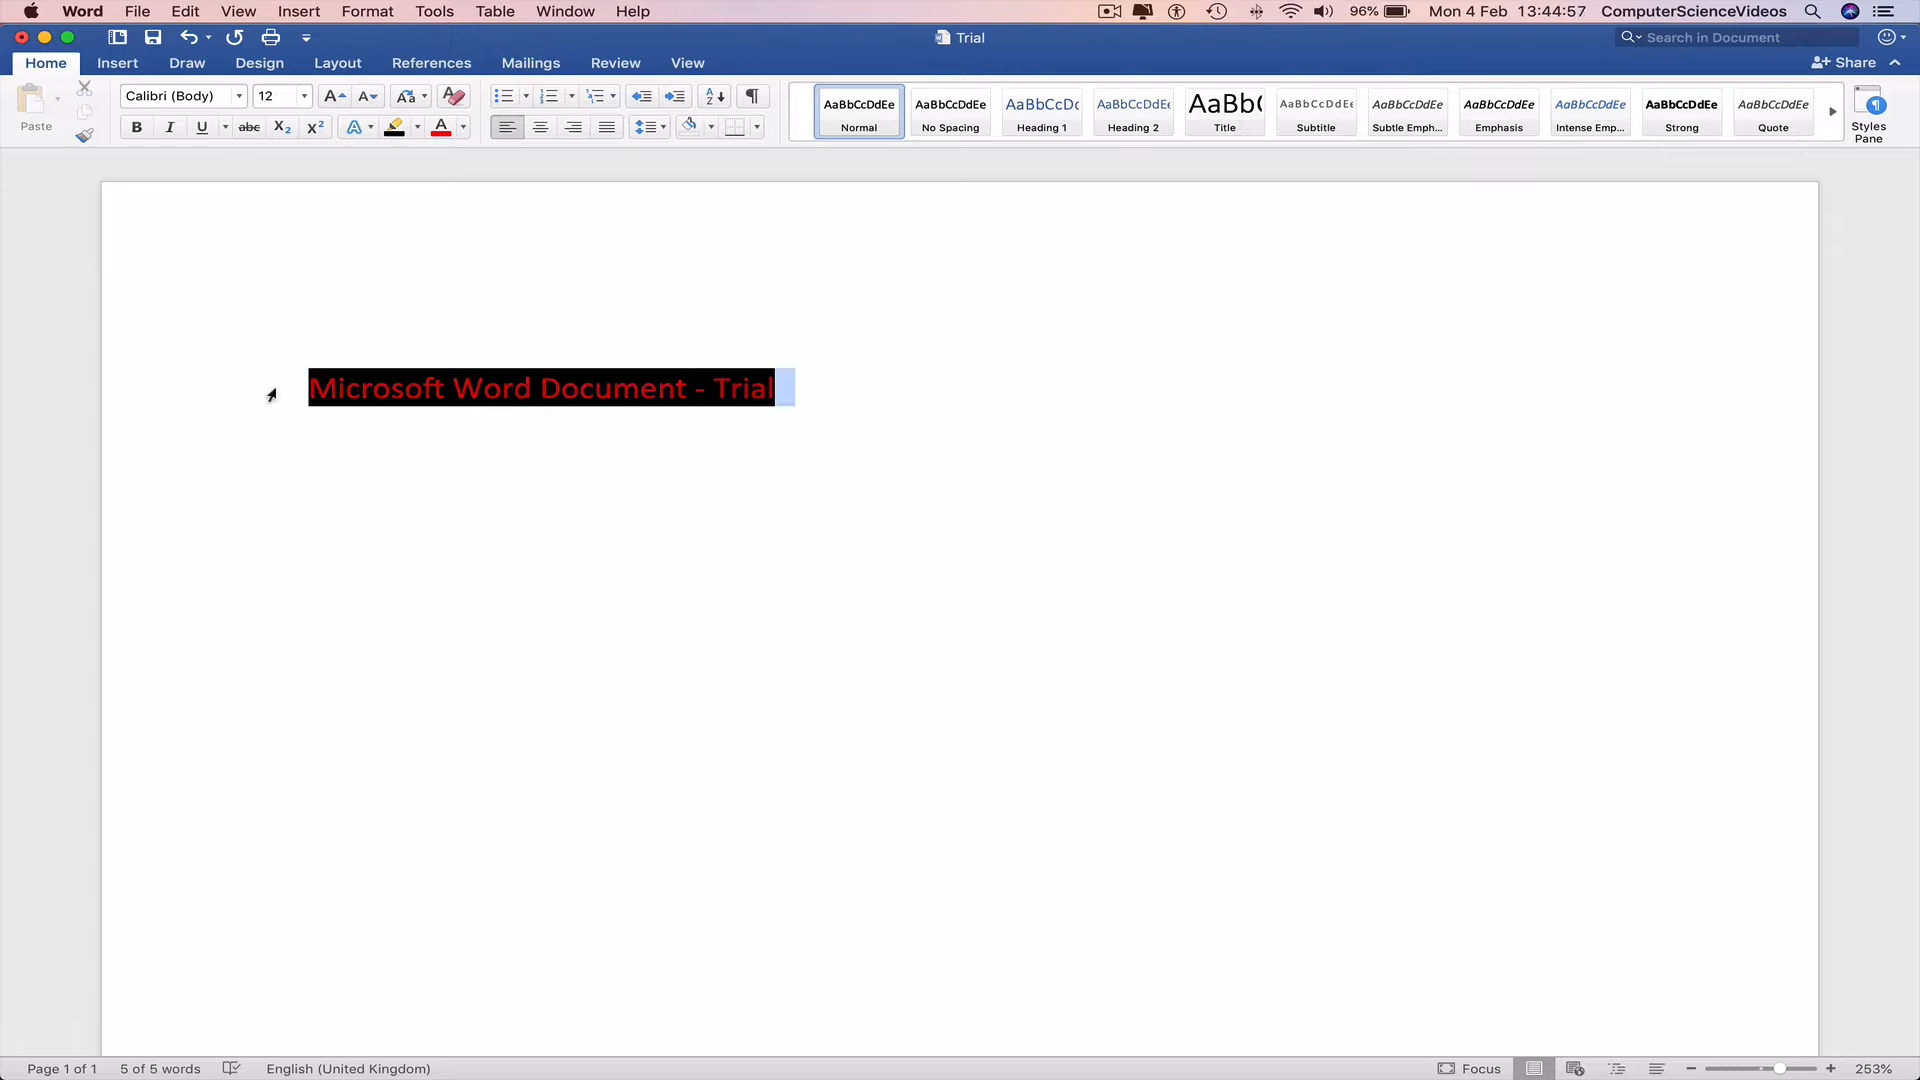 Word File Edit View Insert Format Tools Table Window Help 96% Mon 4 Feb 13:44:57 ComputerScienceVideos
Trial Search in Document
Home Insert Draw Design Layout References Mailings Review View Share
Paste Calibri (Body) 12
AaBbCcDdEe AaBbCcDdEe AaBbCcDc AaBbCcDdEe AaBb( AaBbCcDdEe AaBbCcDdEe AaBbCcDdEe AaBbCcDdEe AaBbCcDdEe AaBbCcDdEe
Normal No Spacing Heading 1 Heading 2 Title Subtitle Subtle Emph... Emphasis Intense Emp... Strong Quote
Styles
Pane
Microsoft Word Document - Trial
Page 1 of 1 5 of 5 words English (United Kingdom) Focus 253%